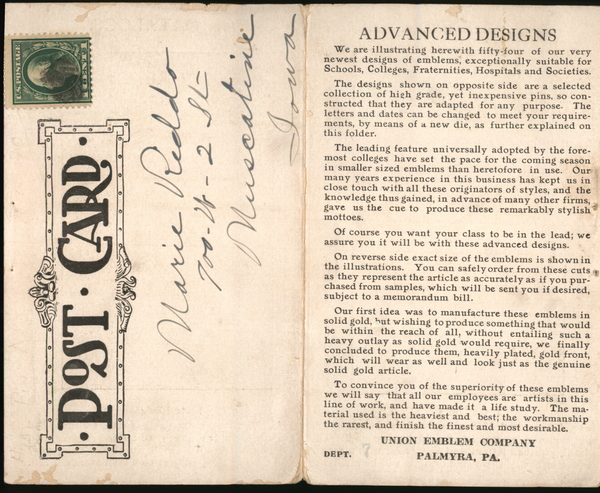 U.S. POSTAGE
1 CENT 1
POST · CARD ·
Marie Reddo
700-W-2 St
Muscatine
Iowa
ADVANCED DESIGNS
We are illustrating herewith fifty-four of our very
newest designs of emblems, exceptionally suitable for
Schools, Colleges, Fraternities, Hospitals and Societies.
The designs shown on opposite side are a selected
collection of high grade, yet inexpensive pins, so con-
structed that they are adapted for any purpose. The
letters and dates can be changed to meet your require-
ments, by means of a new die, as further explained on
this folder.
The leading feature universally adopted by the fore-
most colleges have set the pace for the coming season
in smaller sized emblems than heretofore in use. Our
many years experience in this business has kept us in
close touch with all these originators of styles, and the
knowledge thus gained, in advance of many other firms,
gave us the cue to produce these remarkably stylish
mottoes.
Of course you want your class to be in the lead; we
assure you it will be with these advanced designs.
On reverse side exact size of the emblems is shown in
the illustrations. You can safely order from these cuts
as they represent the article as accurately as if you pur-
chased from samples, which will be sent you if desired,
subject to a memorandum bill.
Our first idea was to manufacture these emblems in
solid gold, but wishing to produce something that would
be within the reach of all, without entailing such a
heavy outlay as solid gold would require, we finally
concluded to produce them, heavily plated, gold front,
which will wear as well and look just as the genuine
solid gold article.
To convince you of the superiority of these emblems
we will say that all our employees are artists in this
line of work, and have made it a life study. The ma-
terial used is the heaviest and best; the workmanship
the rarest, and finish the finest and most desirable.
UNION EMBLEM COMPANY
DEPT. 7 PALMYRA, PA.